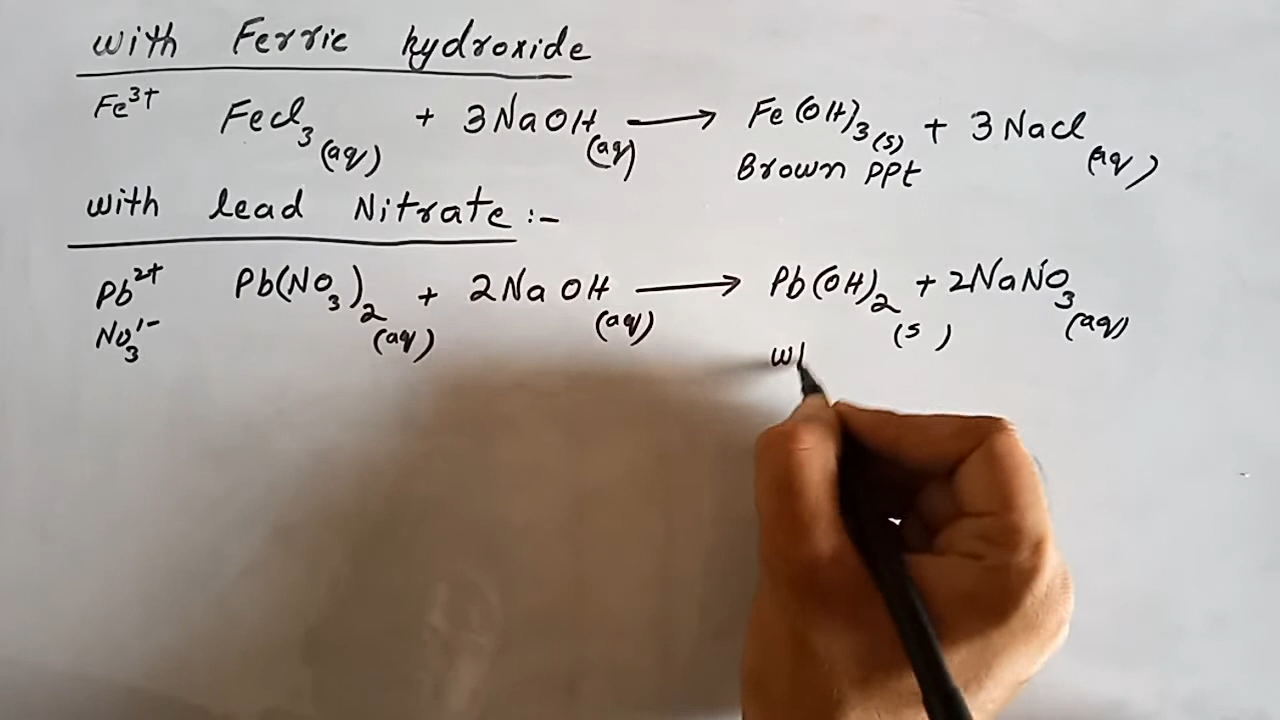 with Ferric hydroxide
Fe³⁺ FeCl₃(aq) + 3NaOH(aq) ⟶ Fe(OH)₃(s) + 3NaCl(aq)
Brown PPt
with lead Nitrate :-
Pb²⁺ Pb(NO₃)₂(aq) + 2NaOH(aq) ⟶ Pb(OH)₂(s) + 2NaNO₃(aq)
NO₃¹⁻